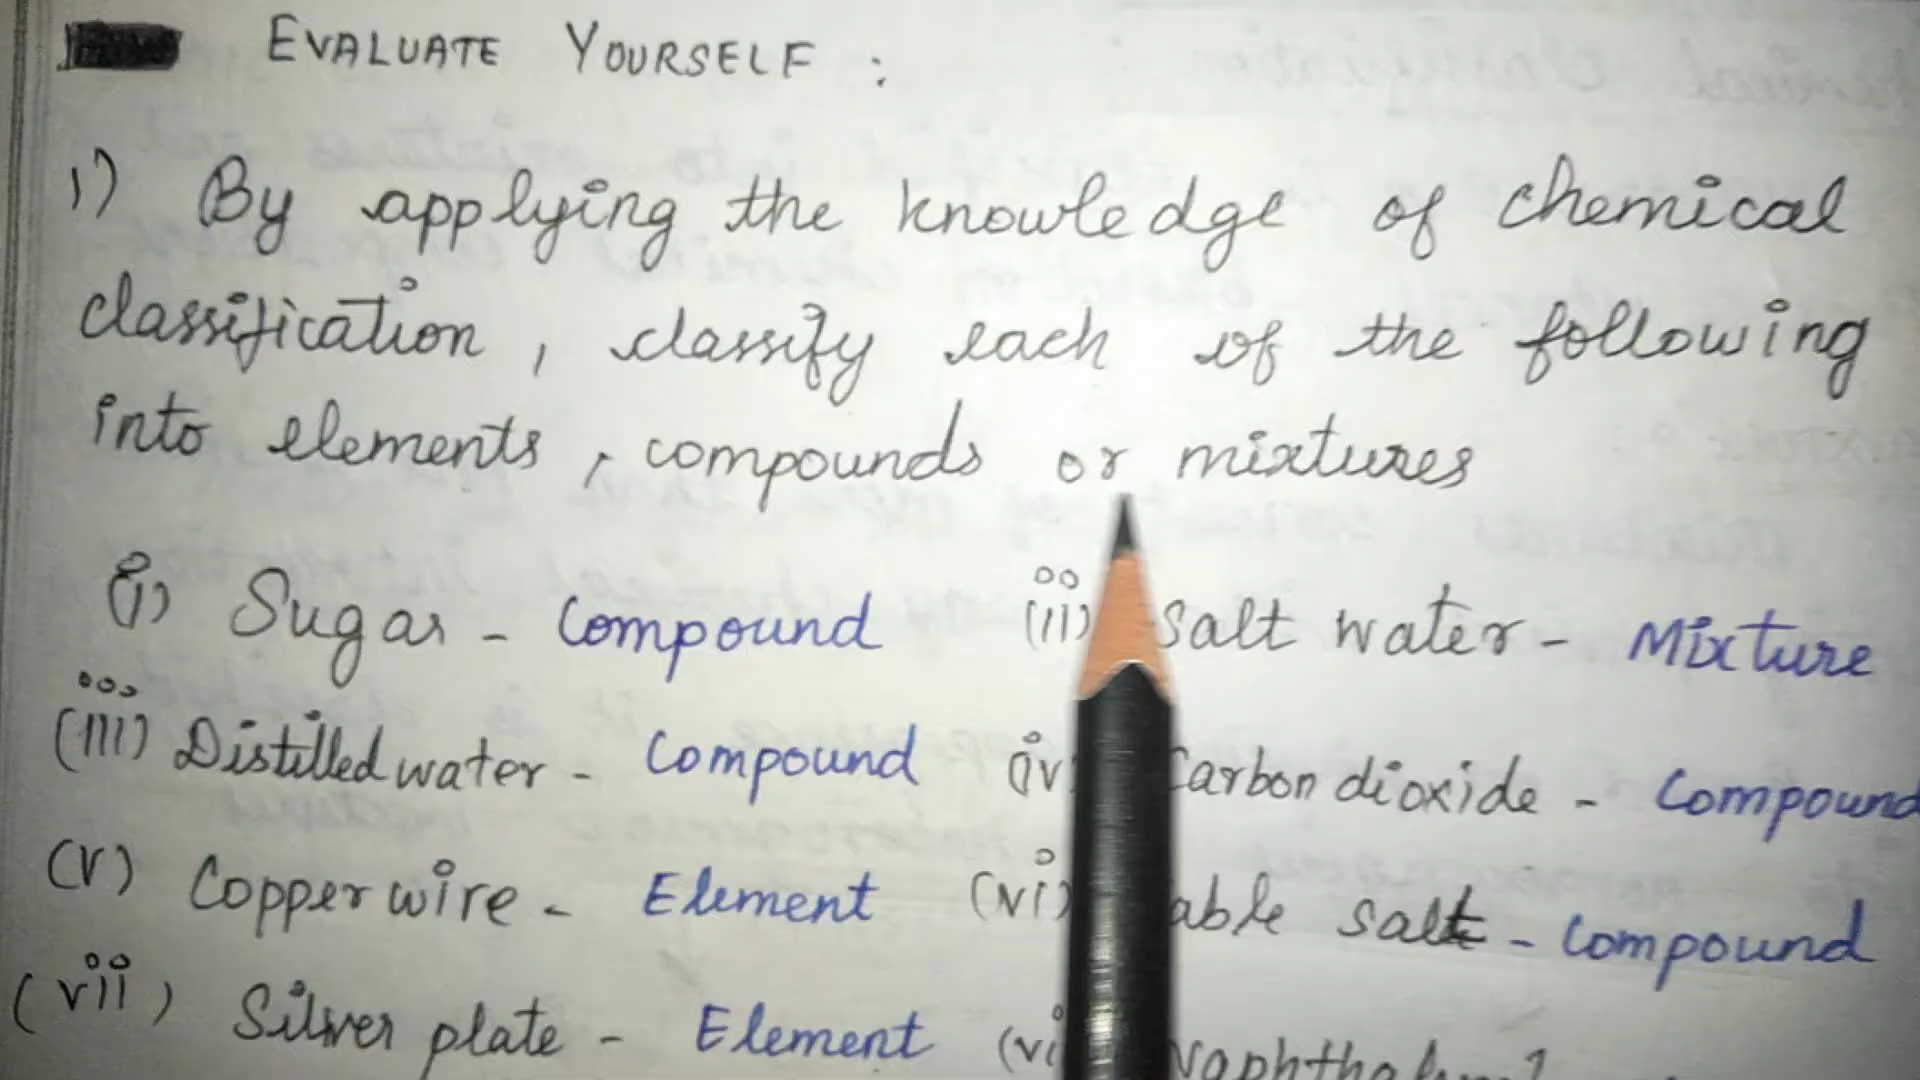 EVALUATE YOURSELF :
1) By applying the knowledge of chemical
classification, classify each of the following
into elements, compounds or mixtures
(i) Sugar - Compound (ii) Salt water - Mixture
(iii) Distilled water - Compound (iv) Carbon dioxide - Compound
(v) Copper wire - Element (vi) able salt - Compound
(vii) Silver plate - Element